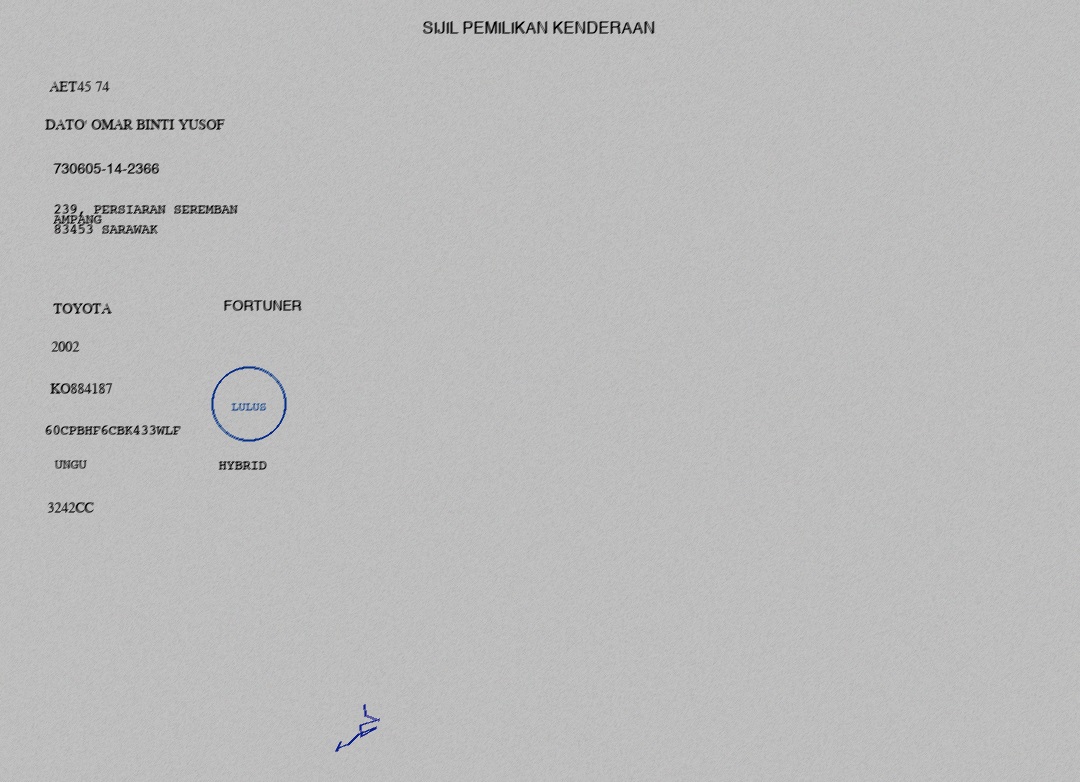 SIJIL PEMILIKAN KENDERAAN
AET45 74
DATO' OMAR BINTI YUSOF
730605-14-2366
239, PERSIARAN SEREMBAN
AMPANG
83453 SARAWAK
TOYOTA FORTUNER
2002
KO884187
LULUS
60CPBHF6CBK433WLF
UNGU HYBRID
3242CC